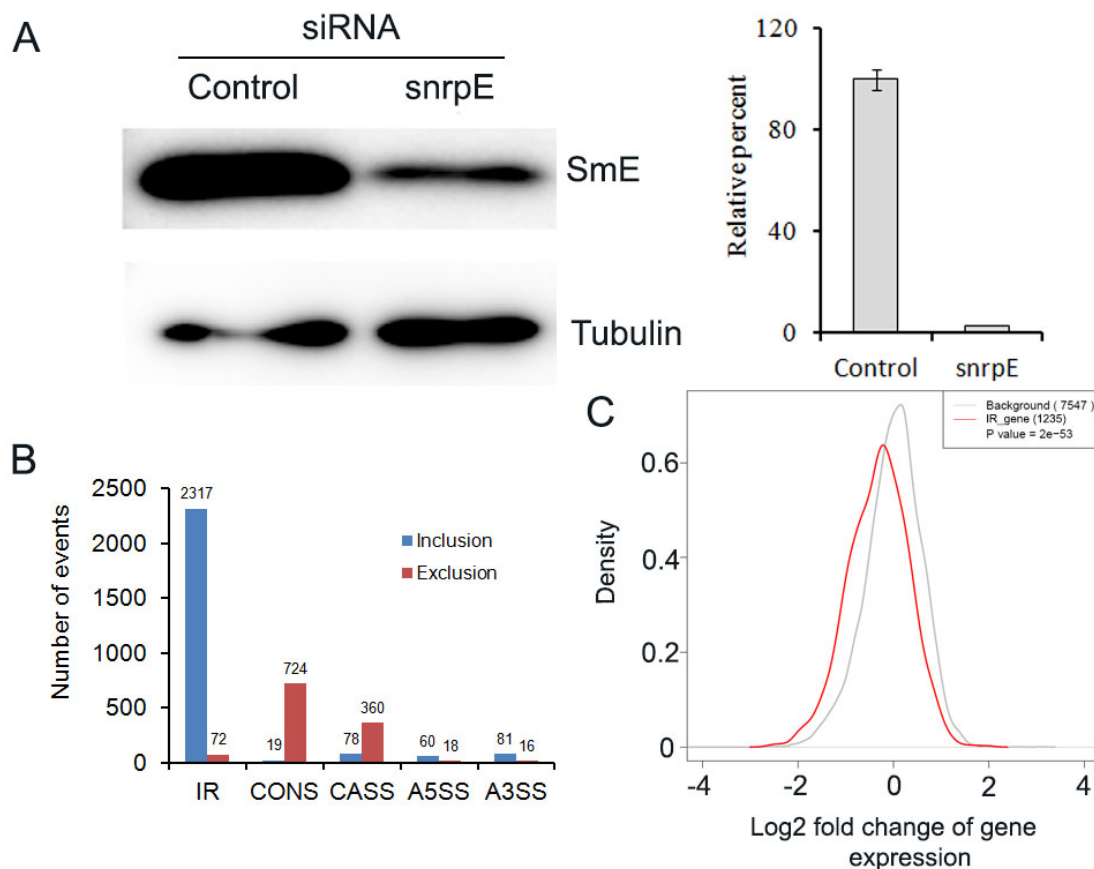 A
siRNA
Control snrpE
SmE
Tubulin
Relative percent
120
80
40
0
Control snrpE
B
Number of events
2500
2000
1500
1000
500
0
2317
72
19
724
78
360
60
18
81
16
Inclusion
Exclusion
IR CONS CASS A5SS A3SS
C
Background ( 7547 )
IR_gene (1235)
P value = 2e−53
Density
0.6
0.4
0.2
0
-4 -2 0 2 4
Log2 fold change of gene
expression